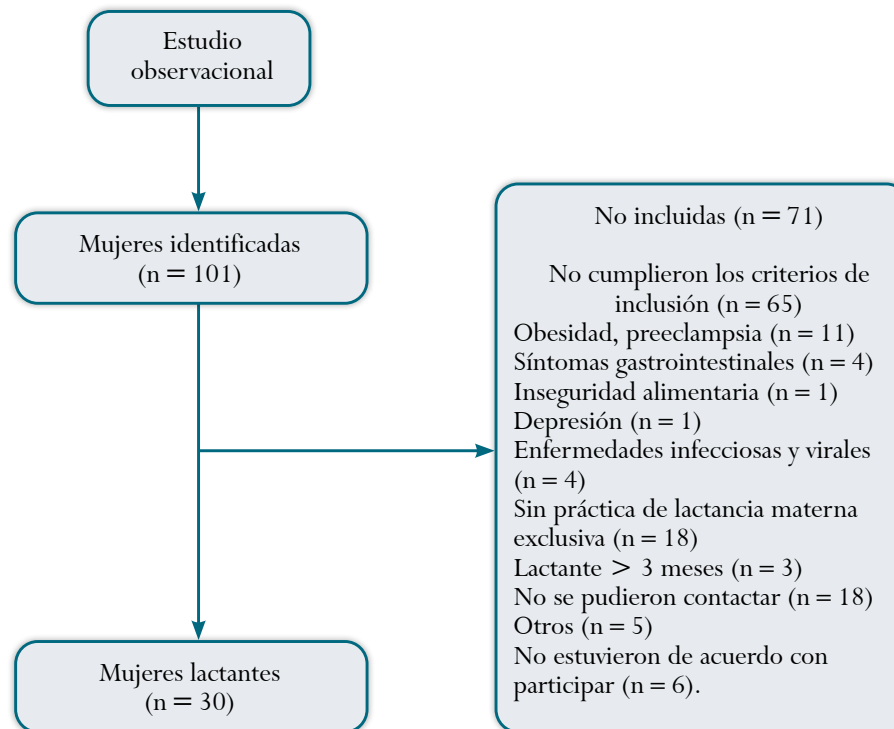 Estudio
observacional
Mujeres identificadas
(n = 101)
No incluidas (n = 71)
No cumplieron los criterios de
inclusión (n = 65)
Obesidad, preeclampsia (n = 11)
Síntomas gastrointestinales (n = 4)
Inseguridad alimentaria (n = 1)
Depresión (n = 1)
Enfermedades infecciosas y virales
(n = 4)
Sin práctica de lactancia materna
exclusiva (n = 18)
Lactante > 3 meses (n = 3)
No se pudieron contactar (n = 18)
Otros (n = 5)
No estuvieron de acuerdo con
participar (n = 6).
Mujeres lactantes
(n = 30)